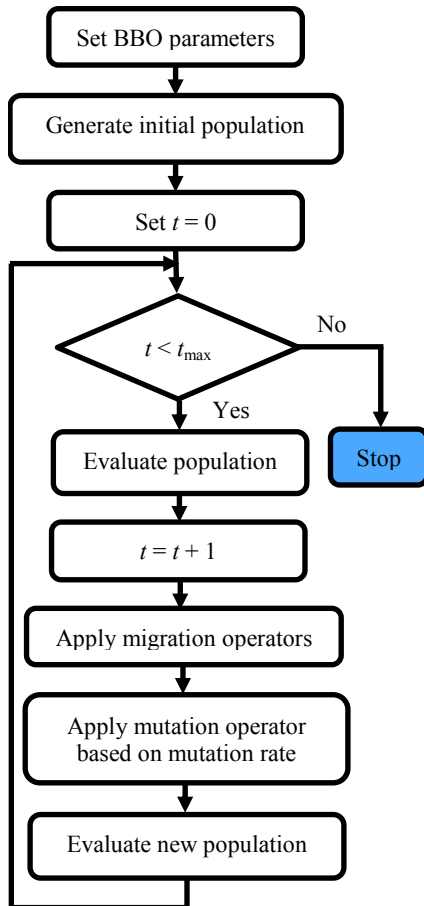 Set BBO parameters
Generate initial population
Set t = 0
t < tmax
No
Yes
Evaluate population
Stop
t = t + 1
Apply migration operators
Apply mutation operator
based on mutation rate
Evaluate new population